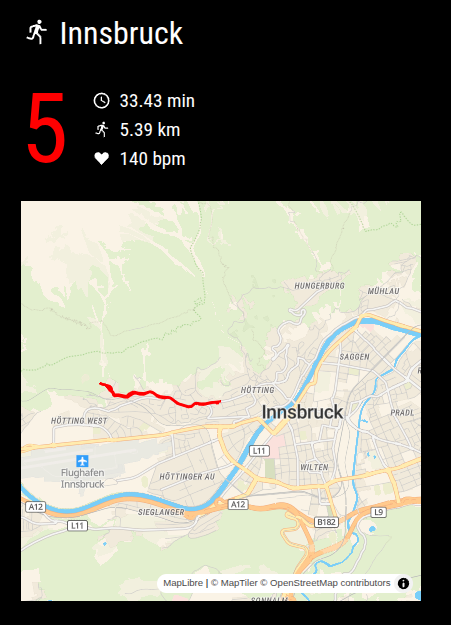 Innsbruck
5
33.43 min
5.39 km
140 bpm
HUNGERBURG
MÜHLAU
SAGGEN
HÖTTING
Innsbruck
PRADL
HÖTTING WEST
L11
Flughafen
Innsbruck
WILTEN
HÖTTINGER AU
A12
A12
SIEGLANGER
L9
L11
B182
MapLibre | © MapTiler © OpenStreetMap contributors